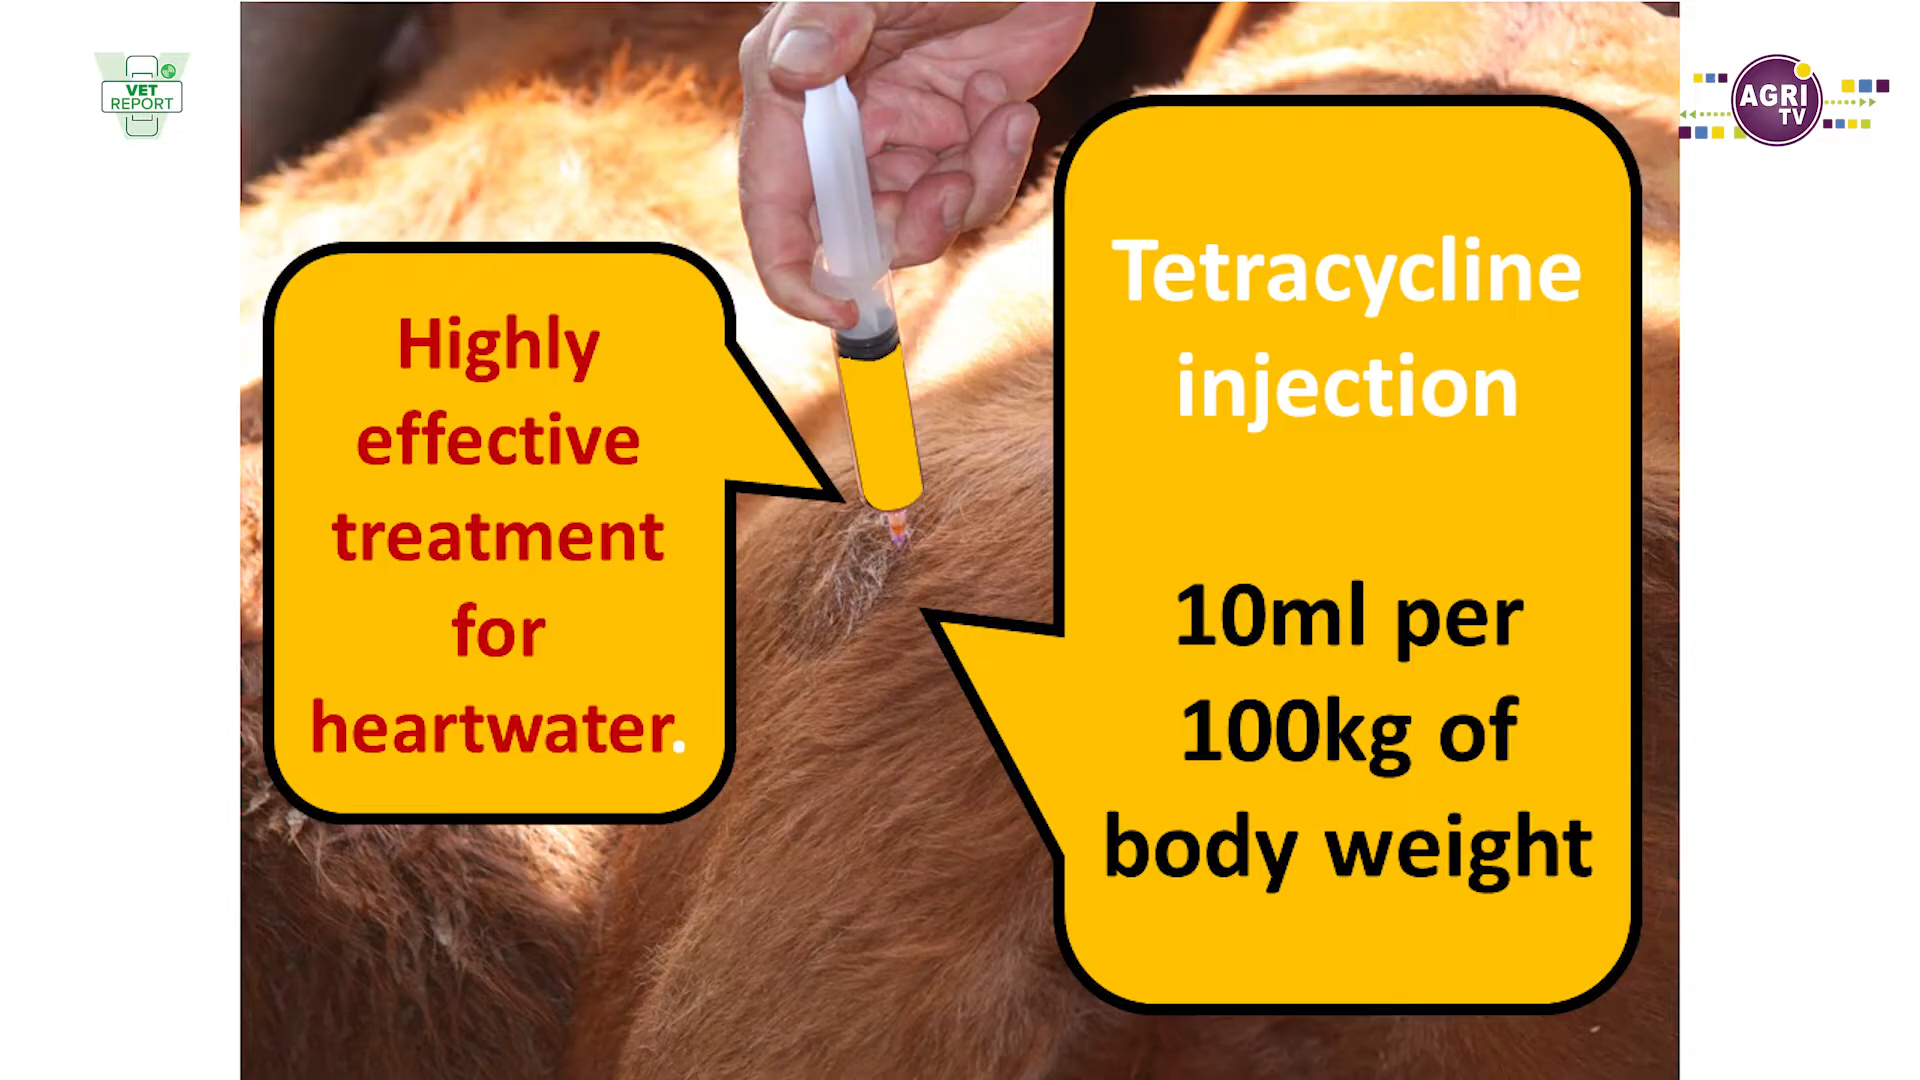 VET
REPORT
AGRI
TV
Highly
effective
treatment
for
heartwater.
Tetracycline
injection
10ml per
100kg of
body weight